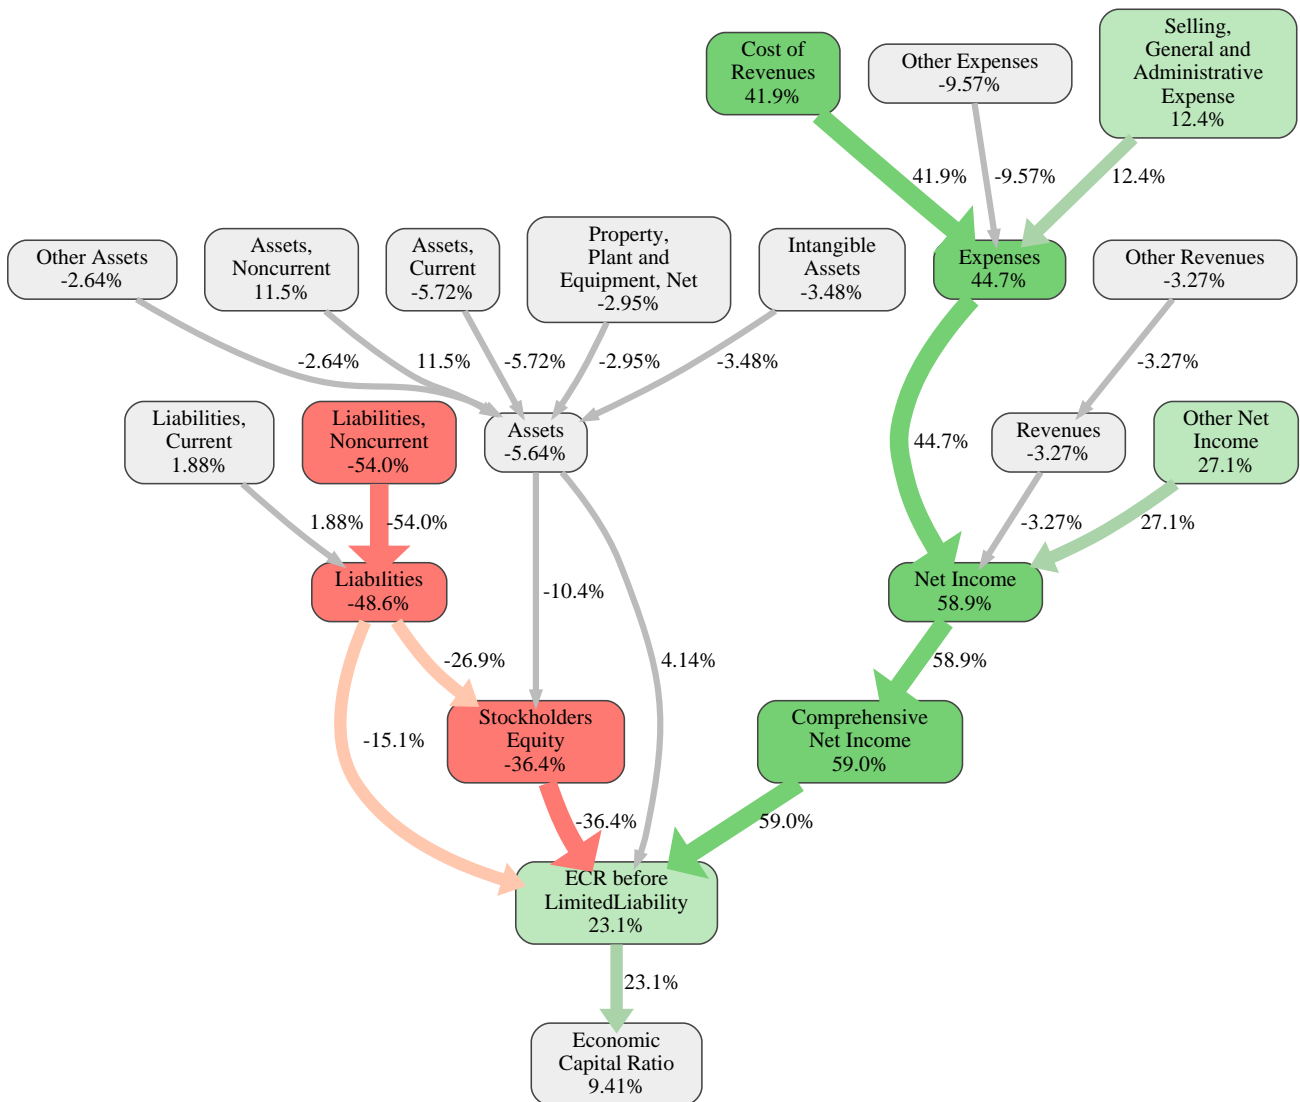 Cost of
Revenues
41.9%
Other Expenses
-9.57%
Selling,
General and
Administrative
Expense
12.4%
41.9%
-9.57%
12.4%
Other Assets
-2.64%
Assets,
Noncurrent
11.5%
Assets,
Current
-5.72%
Property,
Plant and
Equipment, Net
-2.95%
Intangible
Assets
-3.48%
Expenses
44.7%
Other Revenues
-3.27%
-2.64%
11.5%
-5.72%
-2.95%
-3.48%
-3.27%
Liabilities,
Current
1.88%
Liabilities,
Noncurrent
-54.0%
Assets
-5.64%
44.7%
Revenues
-3.27%
Other Net
Income
27.1%
1.88%
-54.0%
-3.27%
27.1%
Liabilities
-48.6%
-10.4%
Net Income
58.9%
-26.9%
4.14%
58.9%
-15.1%
Stockholders
Equity
-36.4%
Comprehensive
Net Income
59.0%
-36.4%
59.0%
ECR before
LimitedLiability
23.1%
23.1%
Economic
Capital Ratio
9.41%